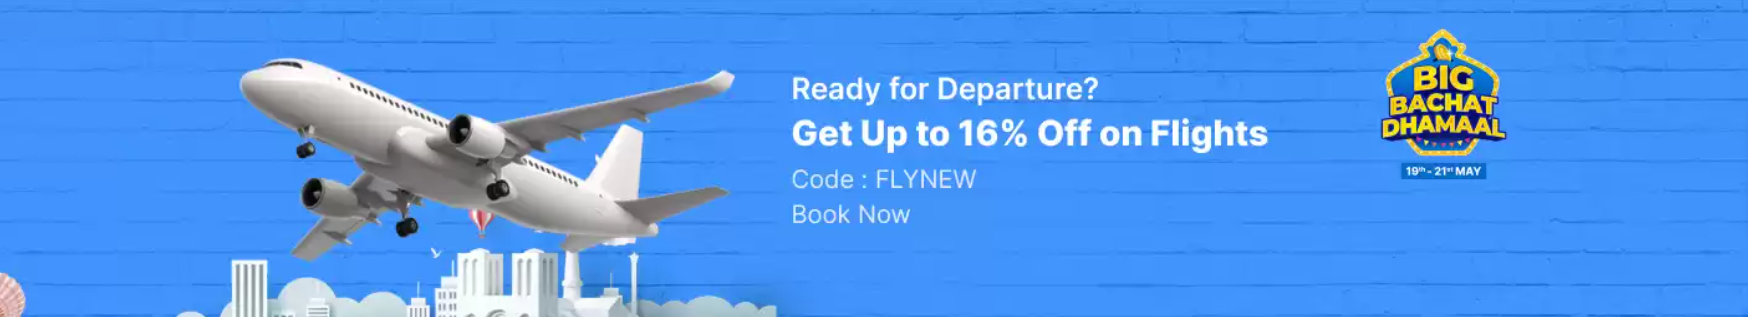 Ready for Departure?
Get Up to 16% Off on Flights
Code : FLYNEW
Book Now
BIG
BACHAT
DHAMAAL
19th - 21st MAY